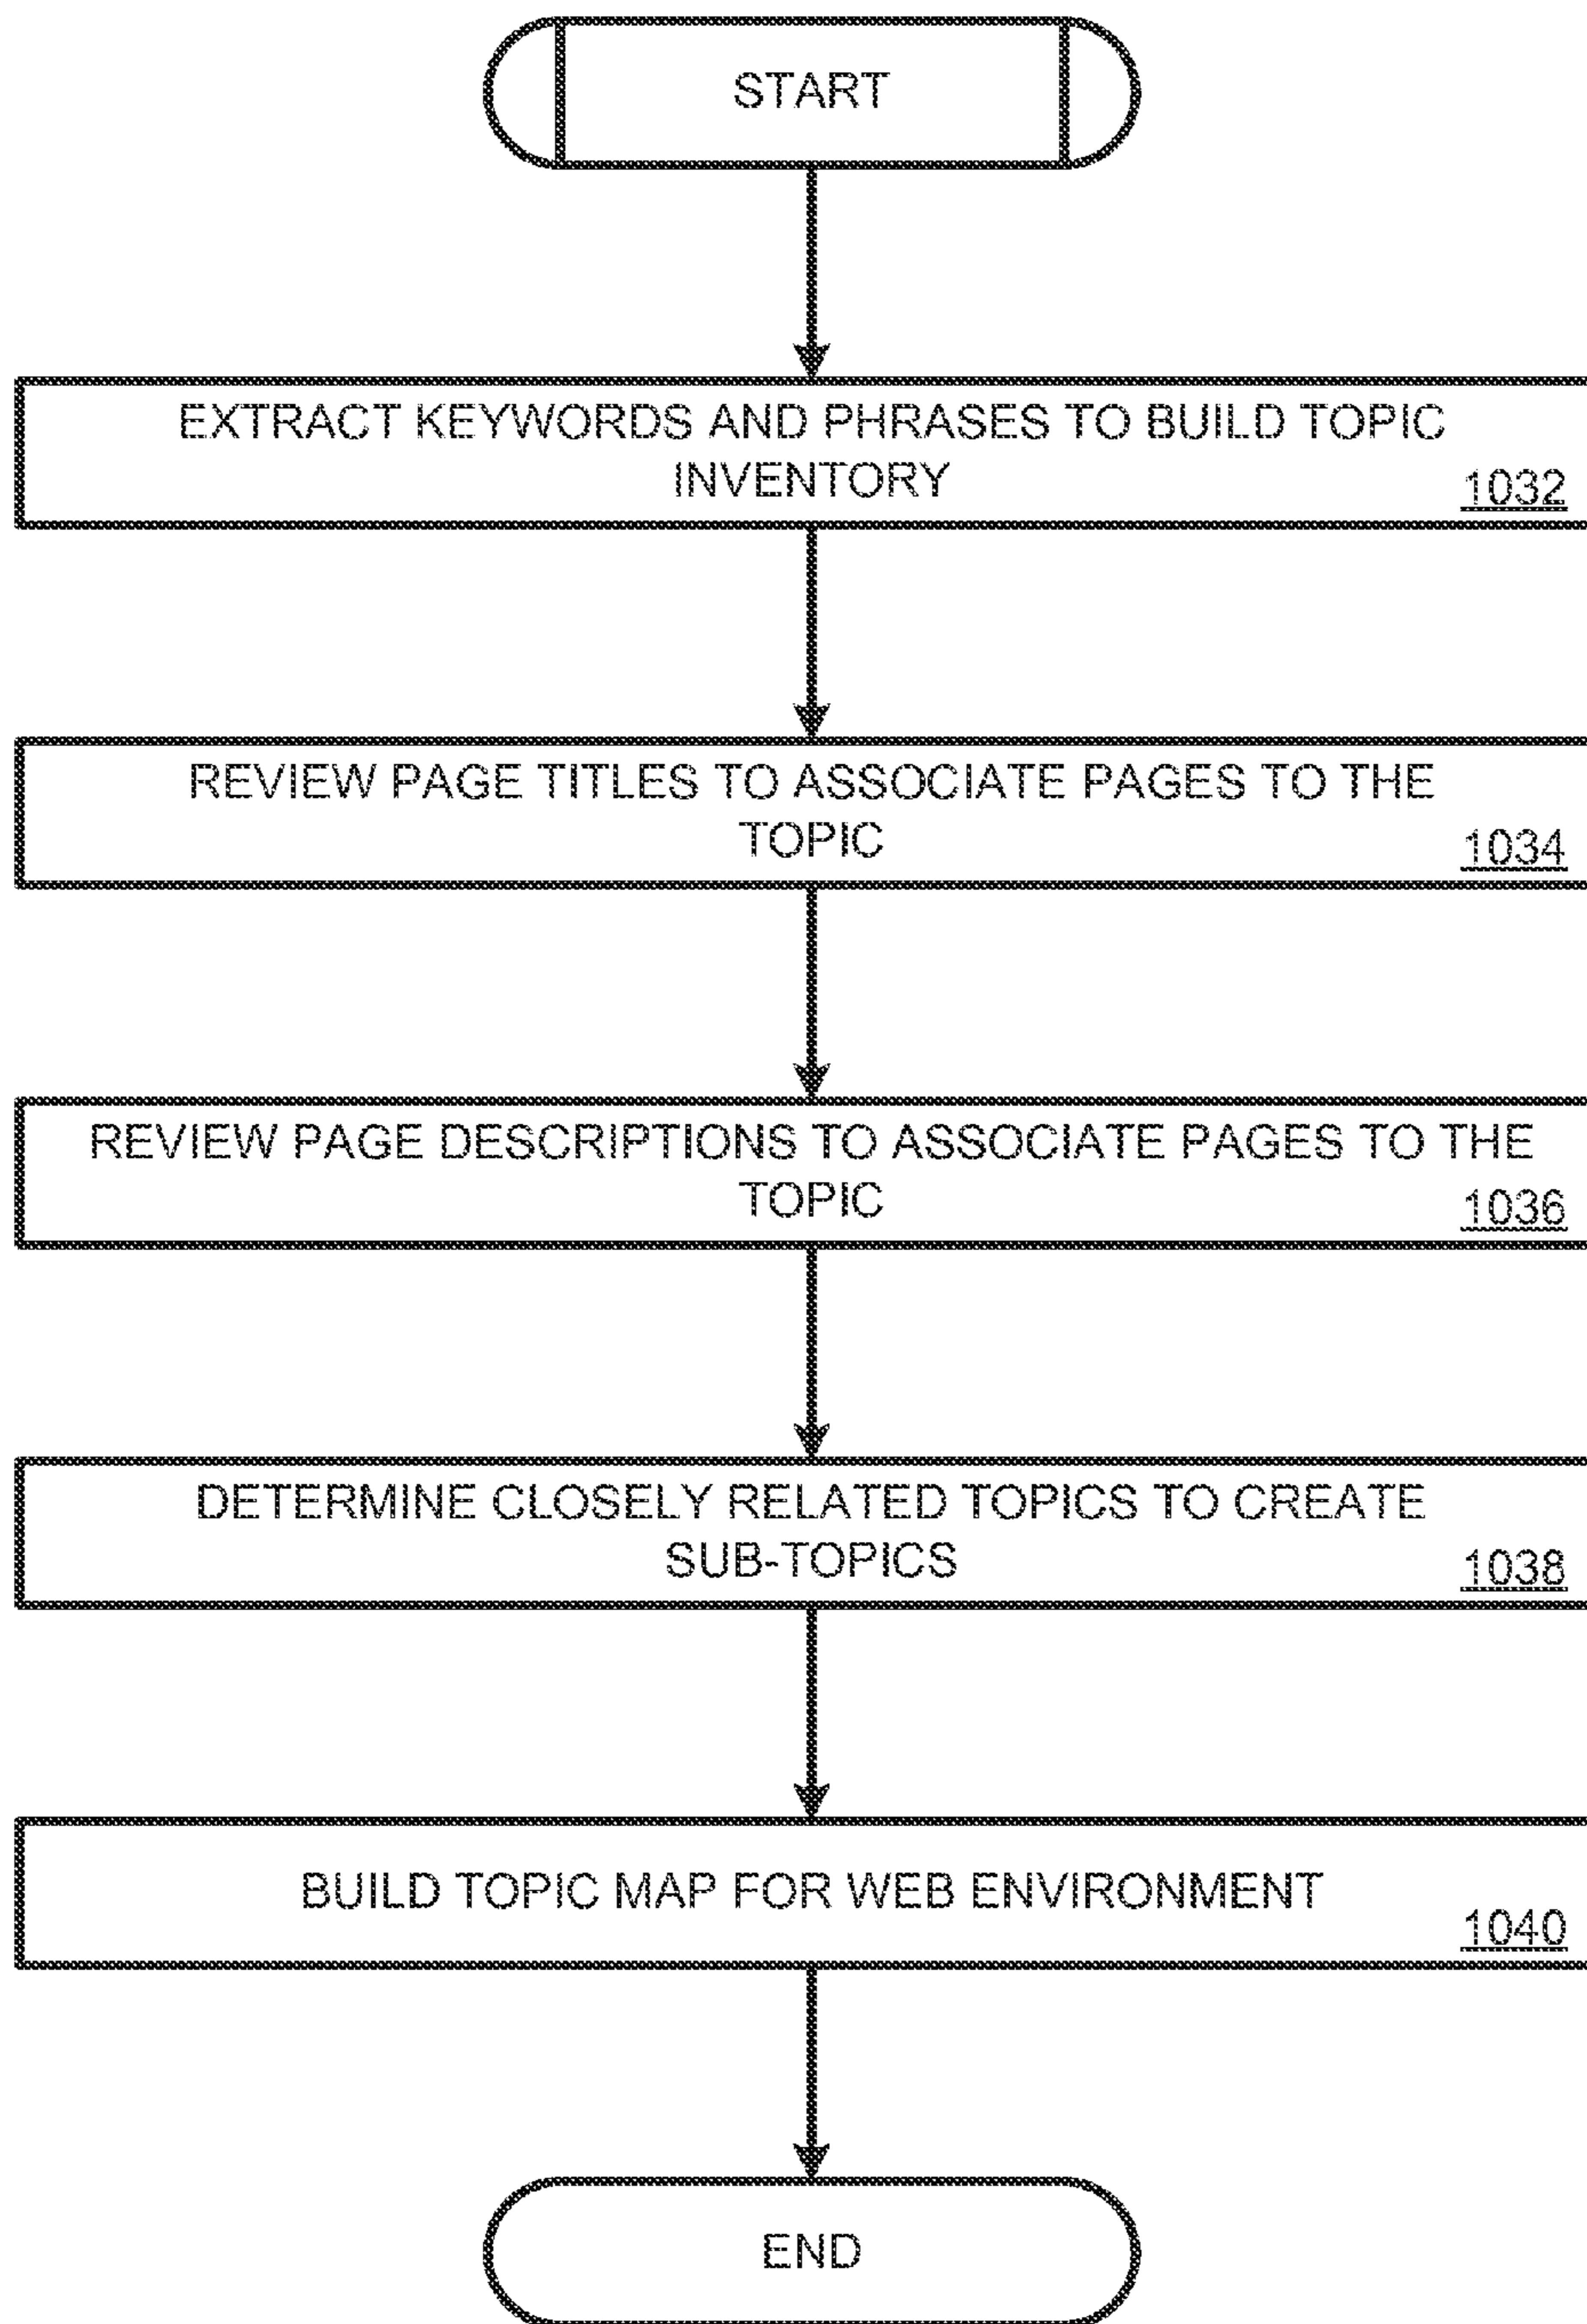 START
EXTRACT KEYWORDS AND PHRASES TO BUILD TOPIC
INVENTORY
1032
REVIEW PAGE TITLES TO ASSOCIATE PAGES TO THE
TOPIC
1034
REVIEW PAGE DESCRIPTIONS TO ASSOCIATE PAGES TO THE
TOPIC
1036
DETERMINE CLOSELY RELATED TOPICS TO CREATE
SUB-TOPICS
1038
BUILD TOPIC MAP FOR WEB ENVIRONMENT
1040
END